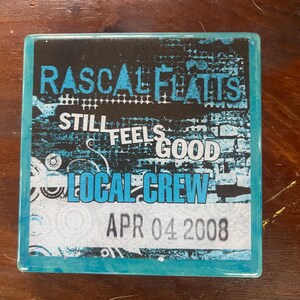 RASCAL FLATTS
STILL FEELS GOOD
LOCAL CREW
APR 04 2008